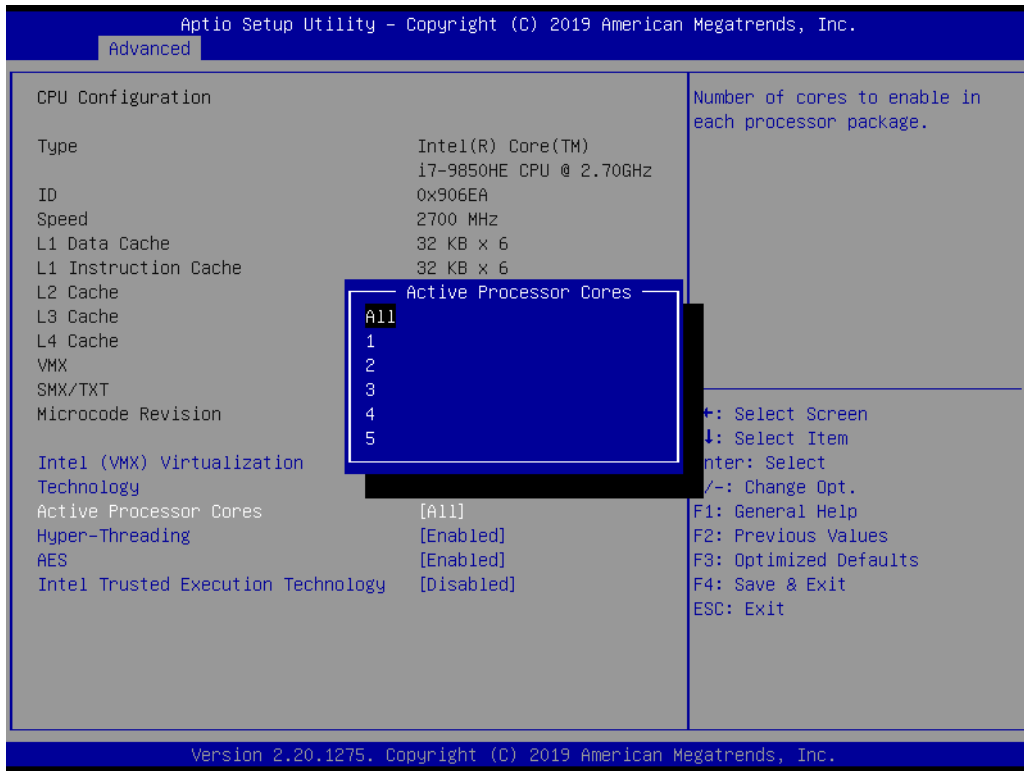 Aptio Setup Utility – Copyright (C) 2019 American Megatrends, Inc.
Advanced
CPU Configuration
Type Intel(R) Core(TM)
i7-9850HE CPU @ 2.70GHz
ID 0x906EA
Speed 2700 MHz
L1 Data Cache 32 KB x 6
L1 Instruction Cache 32 KB x 6
L2 Cache
L3 Cache
L4 Cache
VMX
SMX/TXT
Microcode Revision
Intel (VMX) Virtualization
Technology
Active Processor Cores [All]
Hyper-Threading [Enabled]
AES [Enabled]
Intel Trusted Execution Technology [Disabled]
Active Processor Cores
All
1
2
3
4
5
Number of cores to enable in
each processor package.
: Select Screen
: Select Item
nter: Select
/-: Change Opt.
F1: General Help
F2: Previous Values
F3: Optimized Defaults
F4: Save & Exit
ESC: Exit
Version 2.20.1275. Copyright (C) 2019 American Megatrends, Inc.